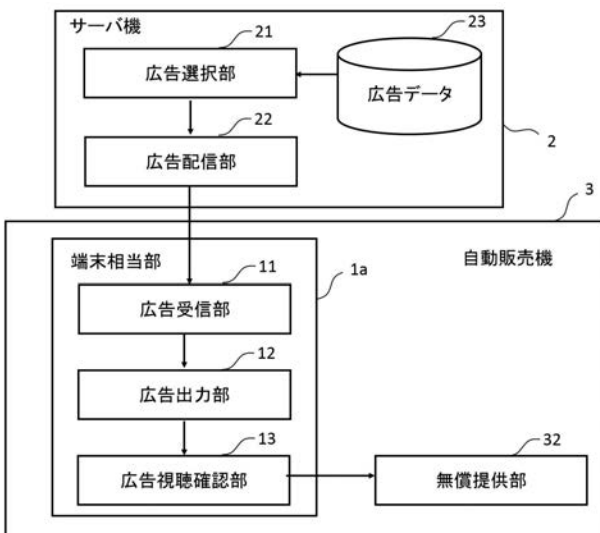 サーバ機
21
23
広告選択部
広告データ
22
広告配信部
2
3
端末相当部
11
1a
自動販売機
広告受信部
12
広告出力部
13
32
広告視聴確認部
無償提供部